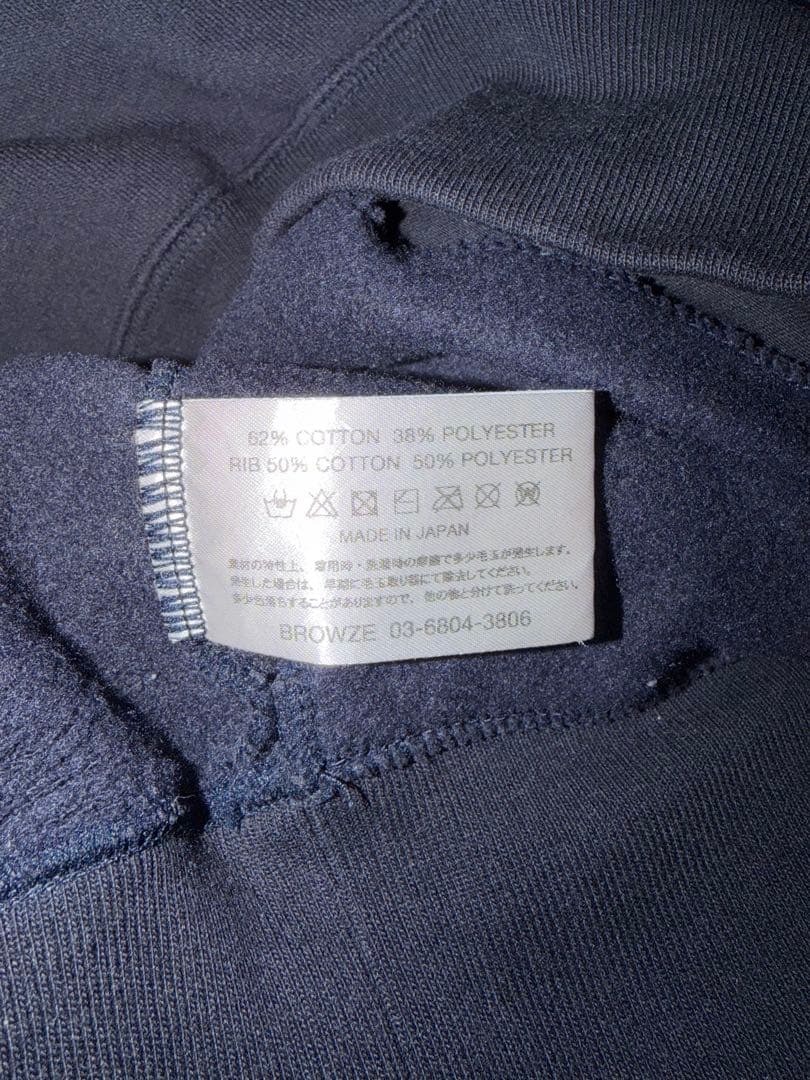 62% COTTON 38% POLYESTER
RIB 50% COTTON 50% POLYESTER
MADE IN JAPAN
素材の特性上、着用時・洗濯時の摩擦で多少毛玉が発生します。
発生した場合は、早期に毛玉取り器にて除去してください。
多少色落ちすることがありますので、他の物と分けて洗ってください。
BROWZE 03-6804-3806